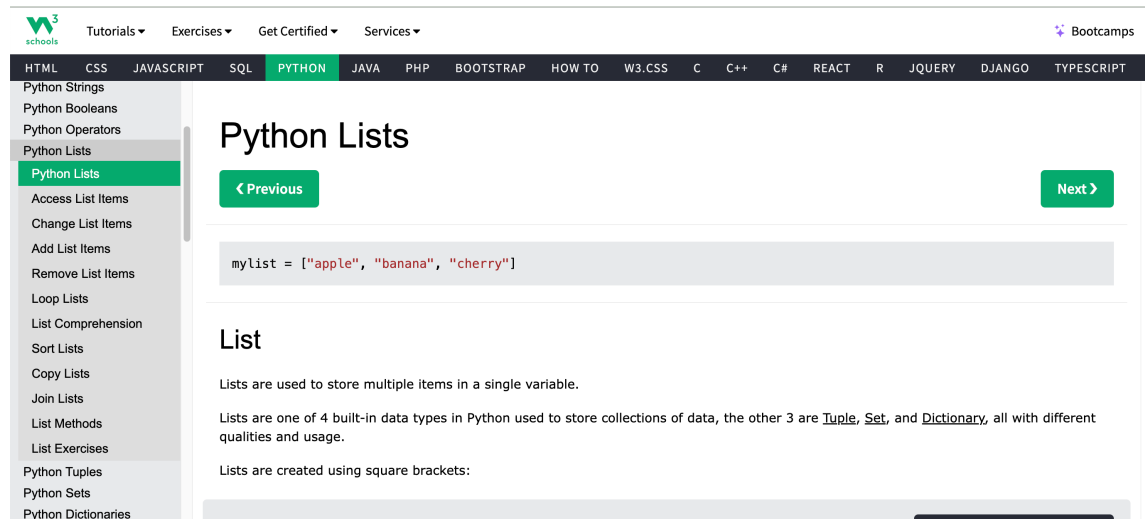 3
schools
Tutorials Exercises Get Certified Services Bootcamps
HTML CSS JAVASCRIPT SQL PYTHON JAVA PHP BOOTSTRAP HOW TO W3.CSS C C++ C# REACT R JQUERY DJANGO TYPESCRIPT
Python Strings
Python Booleans
Python Operators
Python Lists
Python Lists
Access List Items
Change List Items
Add List Items
Remove List Items
Loop Lists
List Comprehension
Sort Lists
Copy Lists
Join Lists
List Methods
List Exercises
Python Tuples
Python Sets
Python Dictionaries
Python Lists
❮ Previous
Next ❯
mylist = ["apple", "banana", "cherry"]
List
Lists are used to store multiple items in a single variable.
Lists are one of 4 built-in data types in Python used to store collections of data, the other 3 are Tuple, Set, and Dictionary, all with different
qualities and usage.
Lists are created using square brackets: